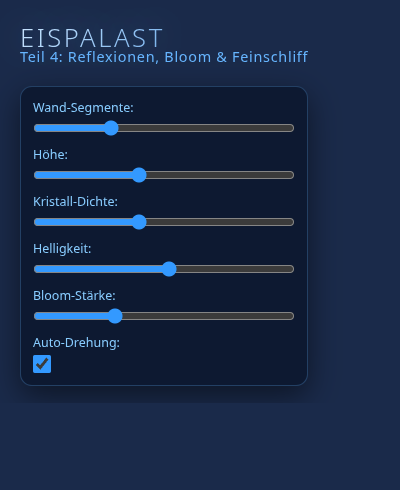 EISPALAST
Teil 4: Reflexionen, Bloom & Feinschliff
Wand-Segmente:
Höhe:
Kristall-Dichte:
Helligkeit:
Bloom-Stärke:
Auto-Drehung: